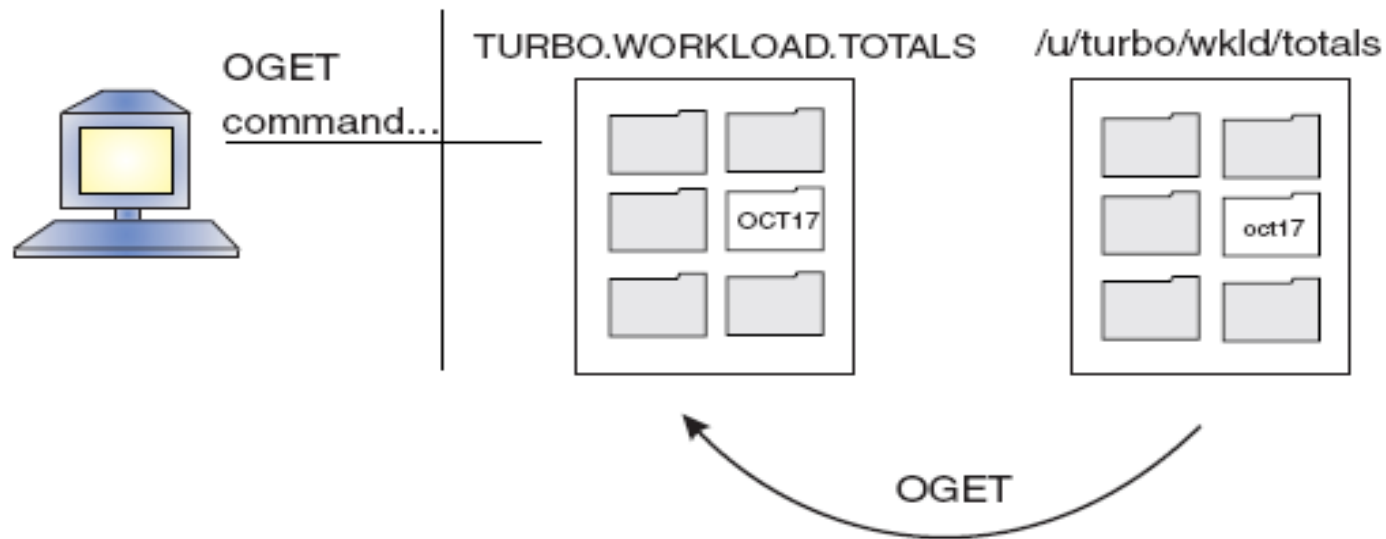 OGET
command...
TURBO.WORKLOAD.TOTALS
OCT17
/u/turbo/wkld/totals
oct17
OGET